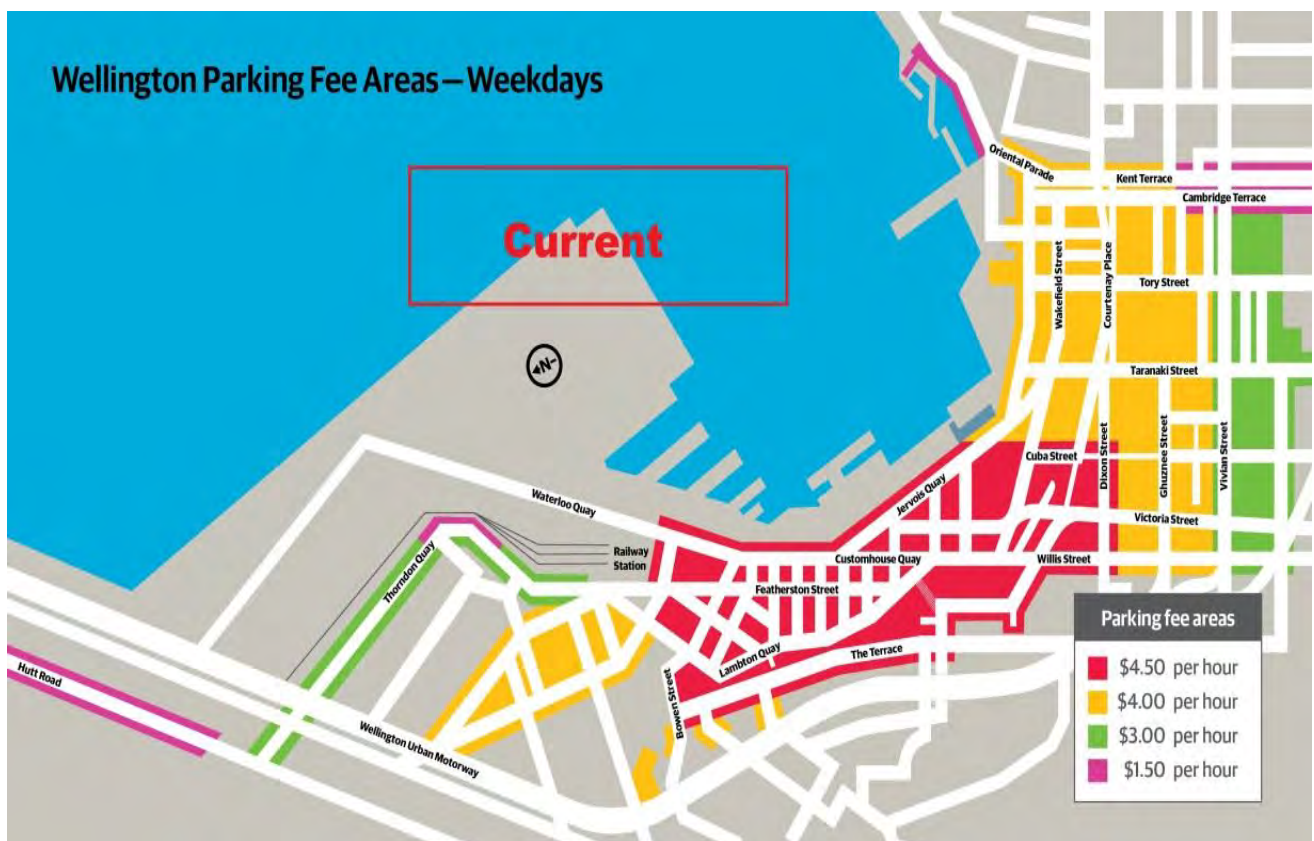 Wellington Parking Fee Areas – Weekdays
Current
N
Oriental Parade
Kent Terrace
Cambridge Terrace
Wakefield Street
Courtenay Place
Tory Street
Taranaki Street
Dixon Street
Ghuznee Street
Vivian Street
Cuba Street
Jervois Quay
Victoria Street
Waterloo Quay
Railway
Station
Customhouse Quay
Willis Street
Thorndon Quay
Featherston Street
Lambton Quay
The Terrace
Bowen Street
Hutt Road
Wellington Urban Motorway
Parking fee areas
$4.50 per hour
$4.00 per hour
$3.00 per hour
$1.50 per hour